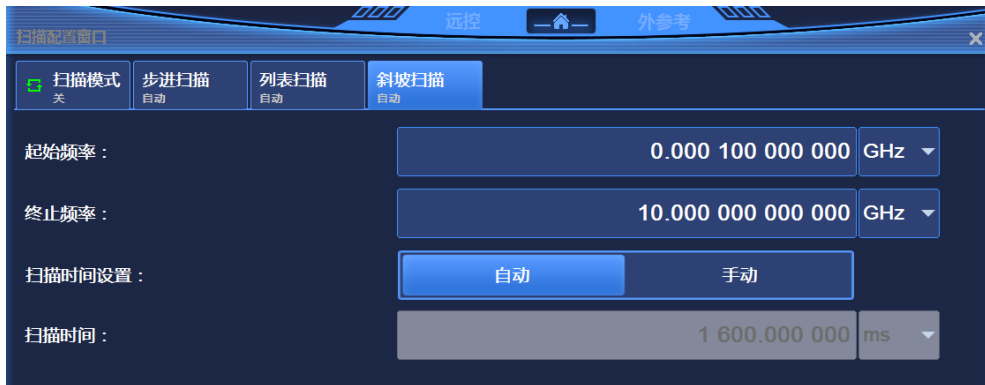 远控 外参考
扫描配置窗口
扫描模式 步进扫描 列表扫描 斜坡扫描
关 自动 自动 自动
起始频率： 0.000 100 000 000 GHz
终止频率： 10.000 000 000 000 GHz
扫描时间设置： 自动 手动
扫描时间： 1 600.000 000 ms